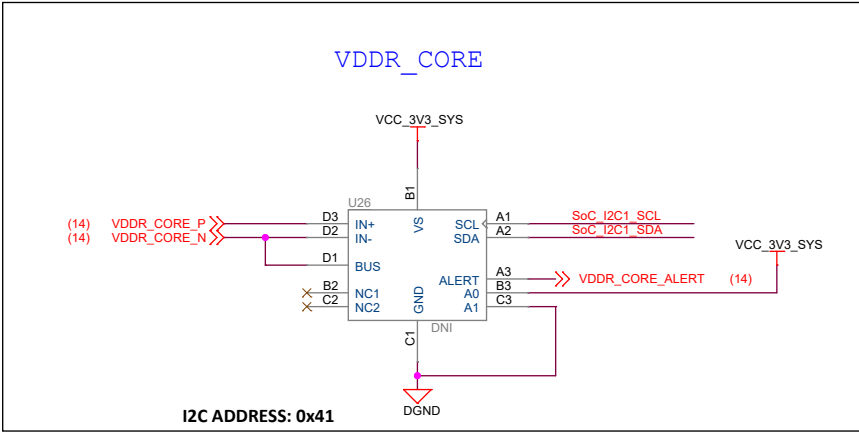 VDDR_CORE
VCC_3V3_SYS
B1
U26
(14) VDDR_CORE_P D3 IN+ VS SCL A1 SoC_I2C1_SCL
(14) VDDR_CORE_N D2 IN- SDA A2 SoC_I2C1_SDA
VCC_3V3_SYS
D1 BUS
ALERT A3 VDDR_CORE_ALERT (14)
B2 NC1 A0 B3
C2 NC2 GND A1 C3
DNI
C1
DGND
I2C ADDRESS: 0x41